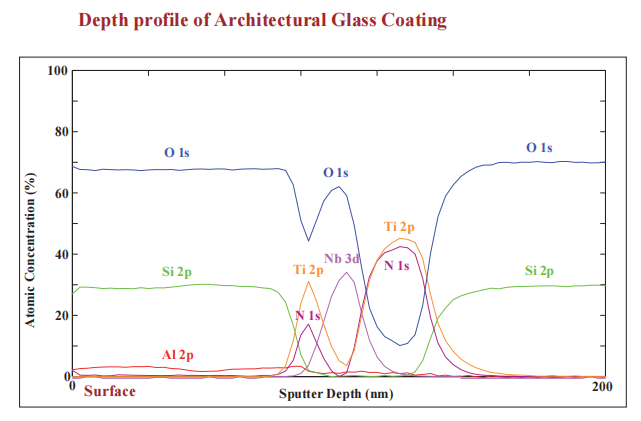 Depth profile of Architectural Glass Coating
100
80
60
40
20
0
Atomic Concentration (%)
O 1s
O 1s
O 1s
Ti 2p
Nb 3d
N 1s
Si 2p
Ti 2p
Si 2p
N 1s
Al 2p
0
200
Surface
Sputter Depth (nm)